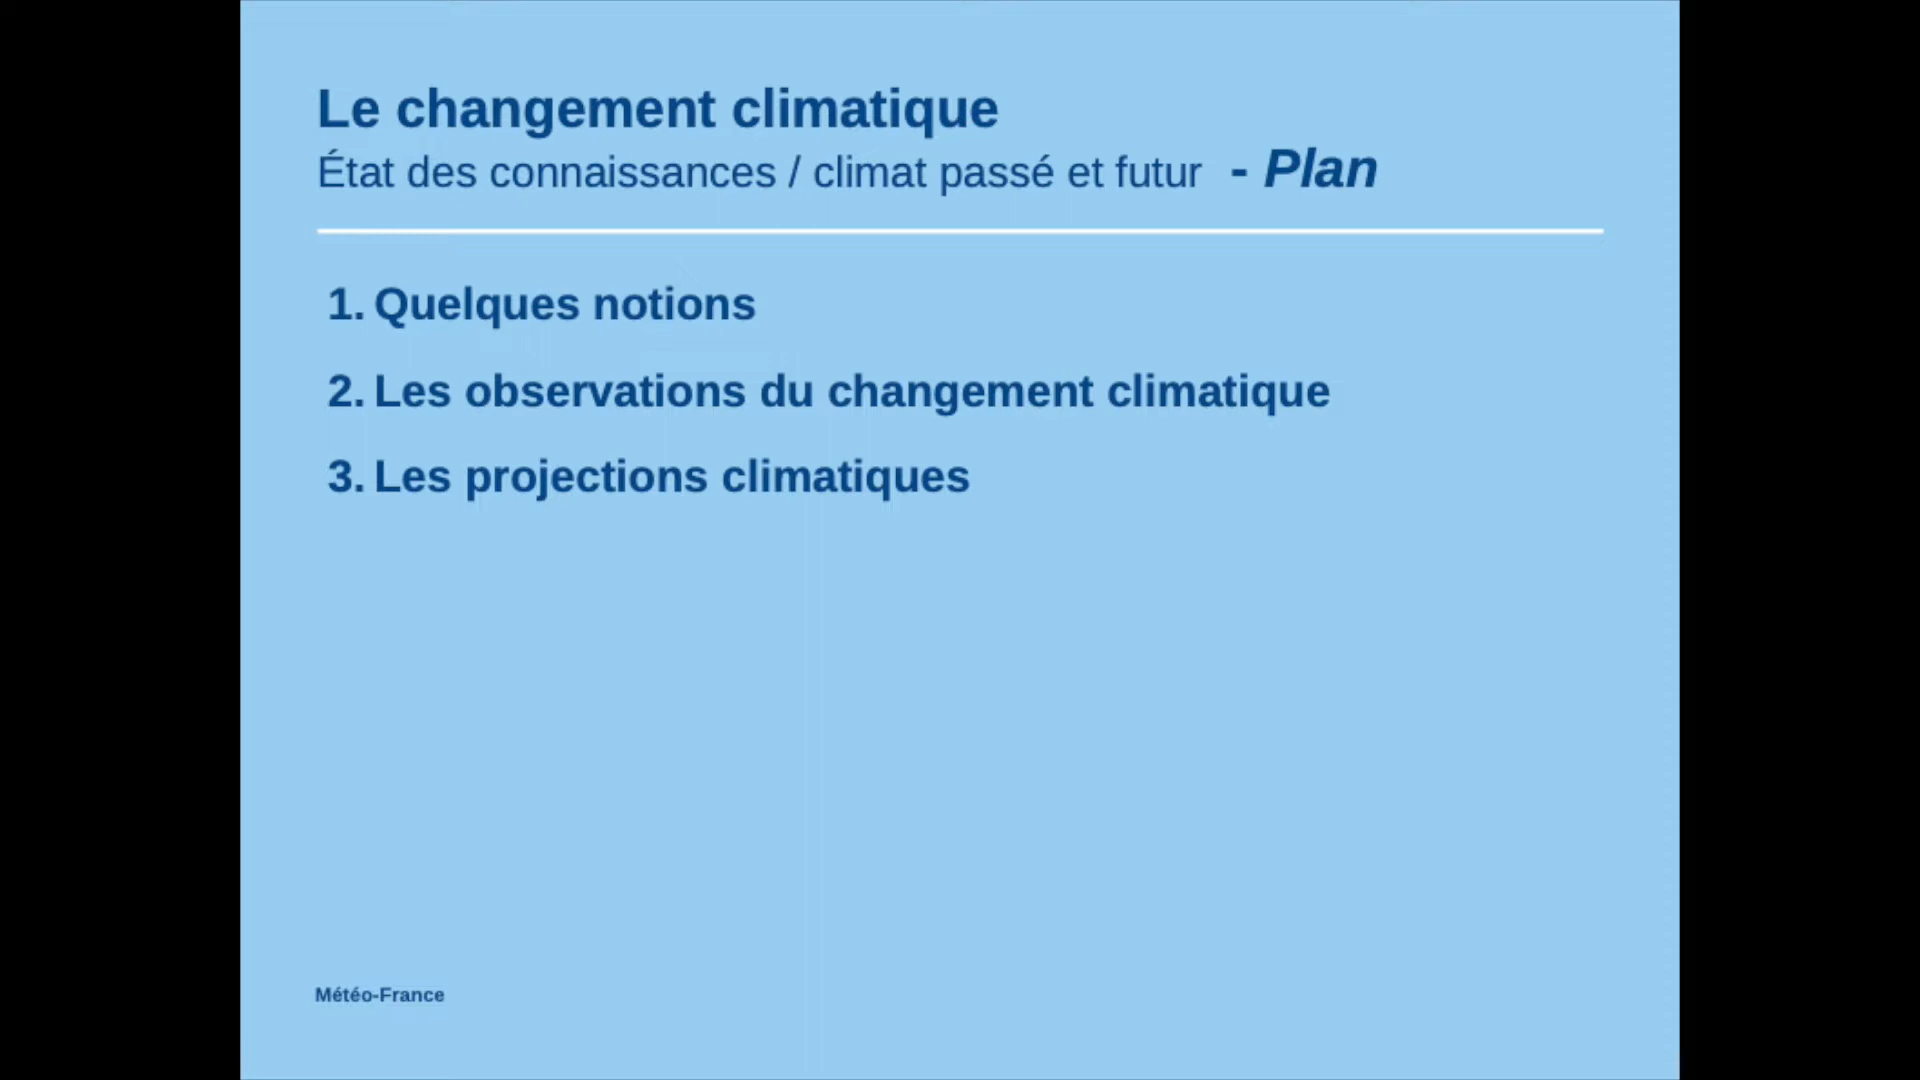 Le changement climatique
État des connaissances / climat passé et futur - Plan
1. Quelques notions
2. Les observations du changement climatique
3. Les projections climatiques
Météo-France